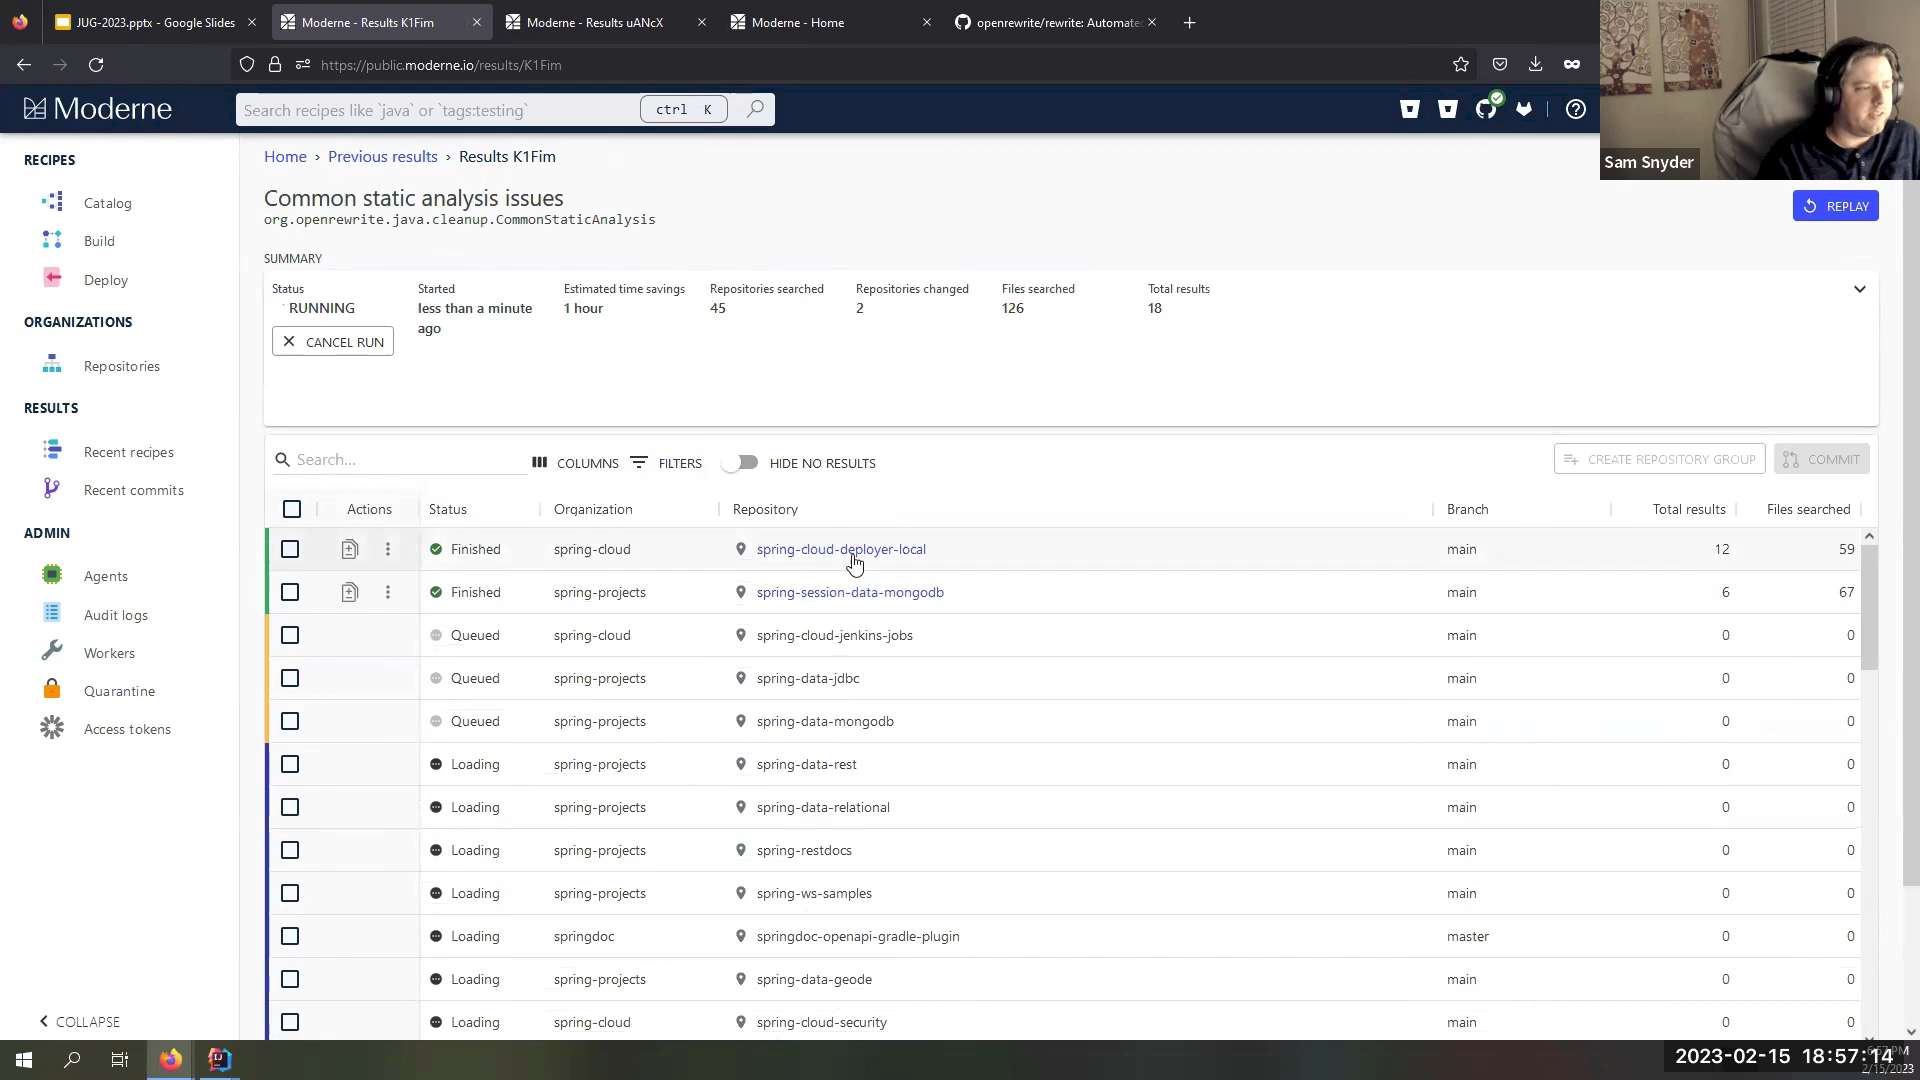 JUG-2023.pptx - Google Slides
Moderne - Results K1Fim
Moderne - Results uANcX
Moderne - Home
openrewrite/rewrite: Automate
https://public.moderne.io/results/K1Fim
Moderne
Search recipes like `java` or `tags:testing`
ctrl K
Sam Snyder
RECIPES
Catalog
Build
Deploy
ORGANIZATIONS
Repositories
RESULTS
Recent recipes
Recent commits
ADMIN
Agents
Audit logs
Workers
Quarantine
Access tokens
COLLAPSE
Home › Previous results › Results K1Fim
Common static analysis issues
org.openrewrite.java.cleanup.CommonStaticAnalysis
REPLAY
SUMMARY
Status Started Estimated time savings Repositories searched Repositories changed Files searched Total results
RUNNING less than a minute ago 1 hour 45 2 126 18
CANCEL RUN
Search... COLUMNS FILTERS HIDE NO RESULTS CREATE REPOSITORY GROUP COMMIT
Actions Status Organization Repository Branch Total results Files searched
Finished spring-cloud spring-cloud-deployer-local main 12 59
Finished spring-projects spring-session-data-mongodb main 6 67
Queued spring-cloud spring-cloud-jenkins-jobs main 0 0
Queued spring-projects spring-data-jdbc main 0 0
Queued spring-projects spring-data-mongodb main 0 0
Loading spring-projects spring-data-rest main 0 0
Loading spring-projects spring-data-relational main 0 0
Loading spring-projects spring-restdocs main 0 0
Loading spring-projects spring-ws-samples main 0 0
Loading springdoc springdoc-openapi-gradle-plugin master 0 0
Loading spring-projects spring-data-geode main 0 0
Loading spring-cloud spring-cloud-security main 0 0
2023-02-15 18:57:14
2/15/2023